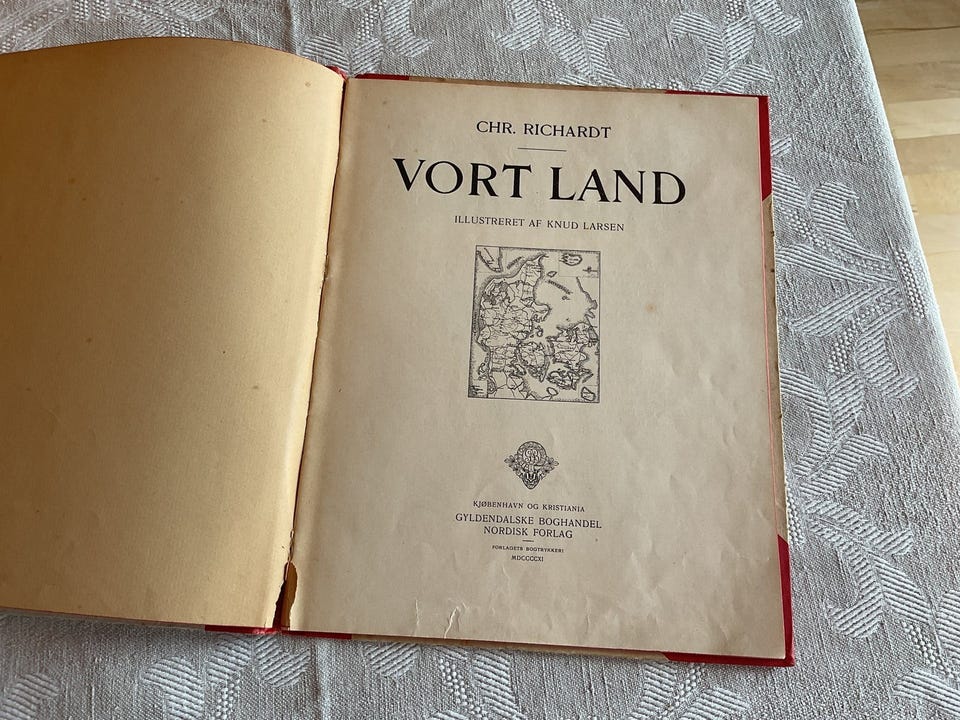 CHR. RICHARDT
VORT LAND
ILLUSTRERET AF KNUD LARSEN
KJØBENHAVN OG KRISTIANIA
GYLDENDALSKE BOGHANDEL
NORDISK FORLAG
FORLAGETS BOGTRYKKERI
MDCCCCXI